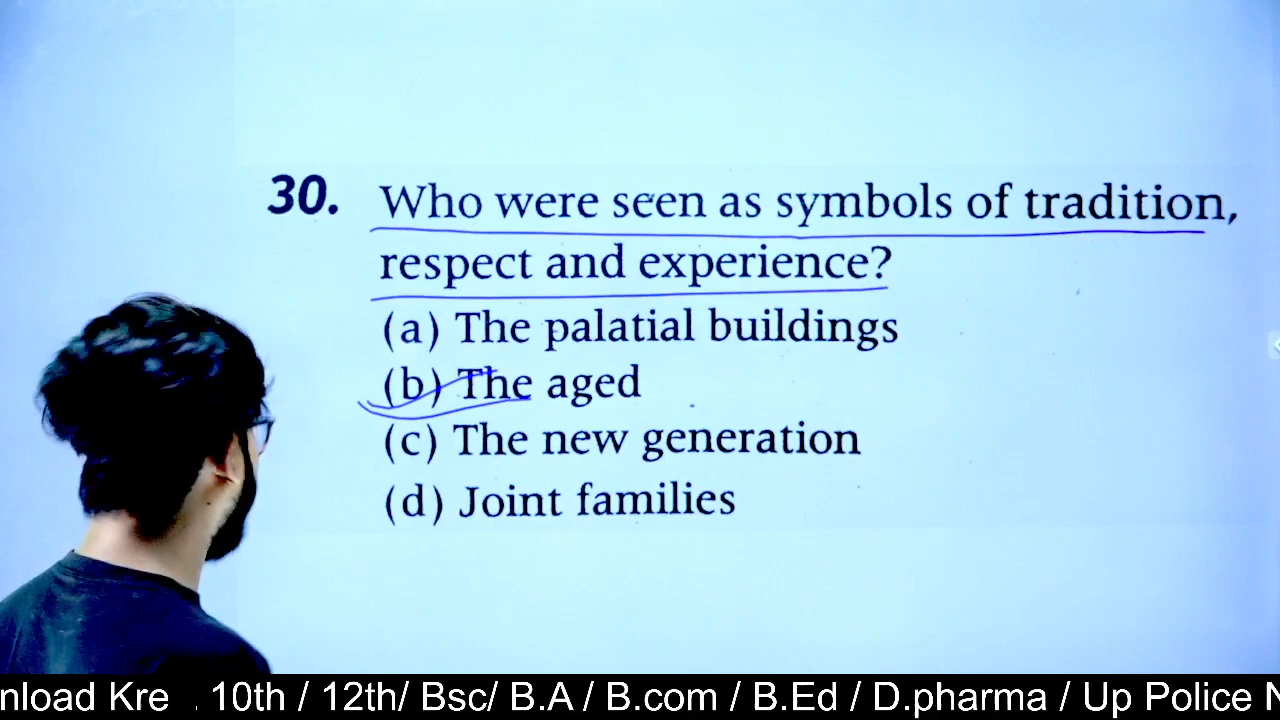 30. Who were seen as symbols of tradition,
respect and experience?
(a) The palatial buildings
(b) The aged
(c) The new generation
(d) Joint families
nload Kre . 10th / 12th/ Bsc/ B.A / B.com / B.Ed / D.pharma / Up Police N